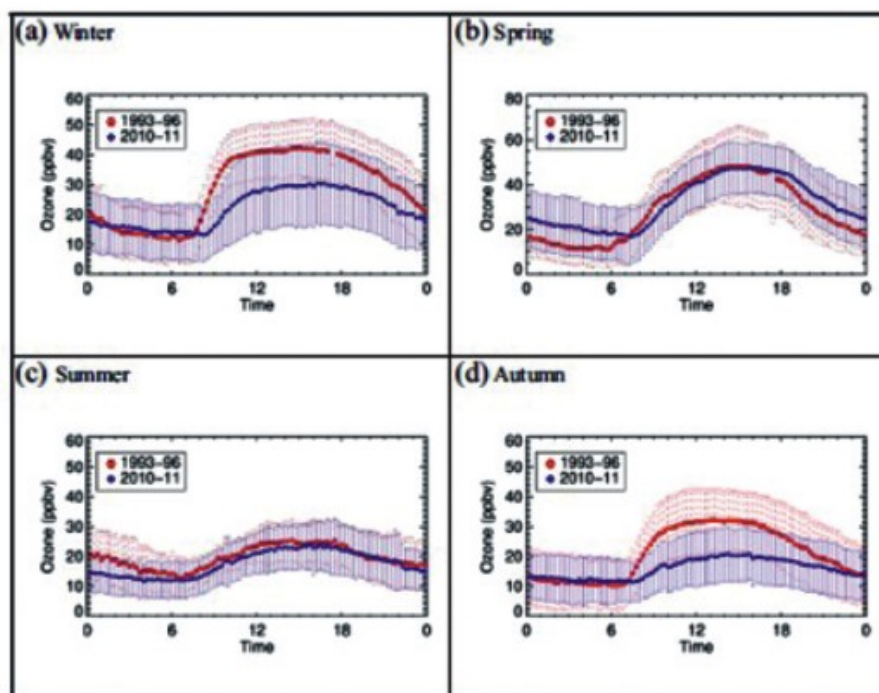 (a) Winter
60
50
40
30
20
10
0
Ozone (ppbv)
1993-96
2010-11
0 6 12 18 0
Time
(b) Spring
80
60
40
20
0
Ozone (ppbv)
1993-96
2010-11
0 6 12 18 0
Time
(c) Summer
60
50
40
30
20
10
0
Ozone (ppbv)
1993-96
2010-11
0 6 12 18 0
Time
(d) Autumn
60
50
40
30
20
10
0
Ozone (ppbv)
1993-96
2010-11
0 6 12 18 0
Time